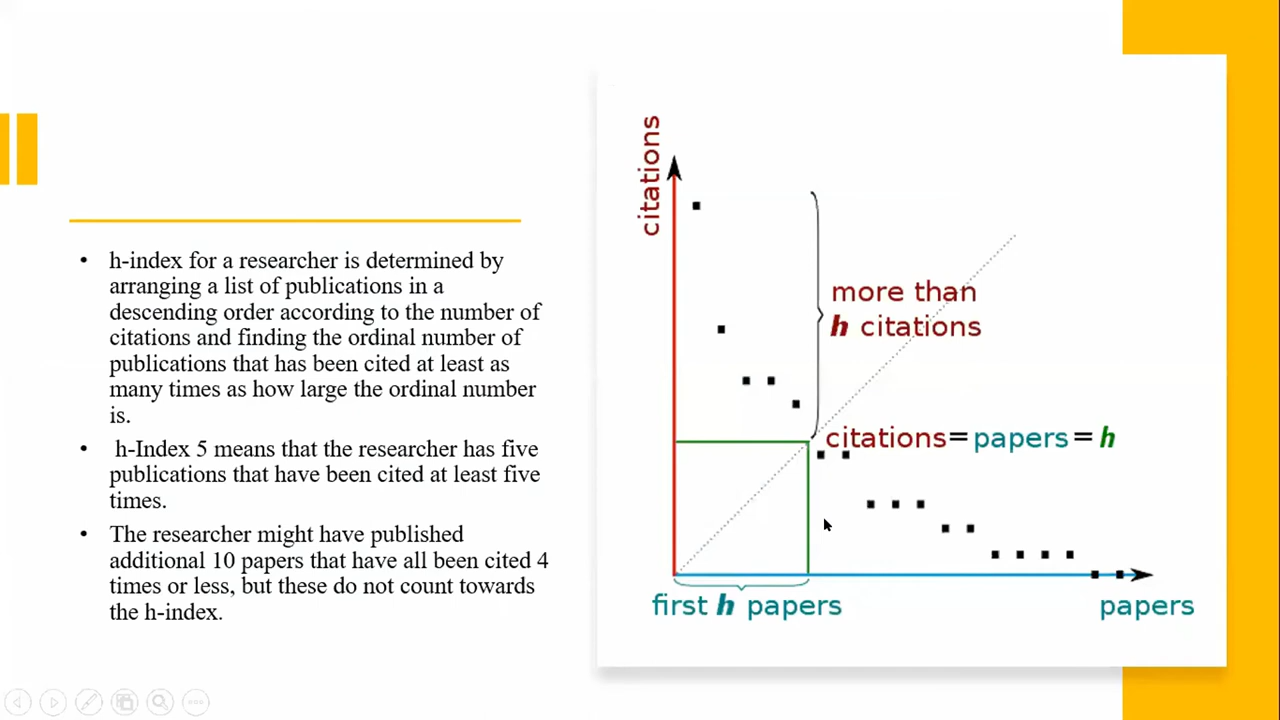 • h-index for a researcher is determined by
arranging a list of publications in a
descending order according to the number of
citations and finding the ordinal number of
publications that has been cited at least as
many times as how large the ordinal number
is.
• h-Index 5 means that the researcher has five
publications that have been cited at least five
times.
• The researcher might have published
additional 10 papers that have all been cited 4
times or less, but these do not count towards
the h-index.
citations
more than
h citations
citations=papers=h
first h papers
papers